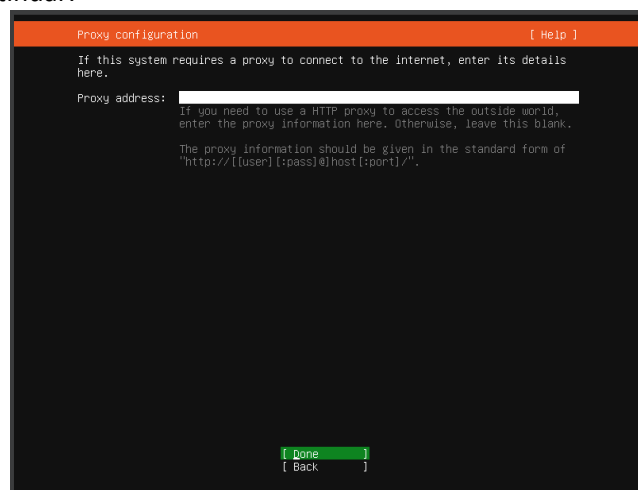 Proxy configuration [ Help ]
If this system requires a proxy to connect to the internet, enter its details
here.
Proxy address:
If you need to use a HTTP proxy to access the outside world,
enter the proxy information here. Otherwise, leave this blank.
The proxy information should be given in the standard form of
"http://[[user][:pass]@]host[:port]/".
[ Done ]
[ Back ]